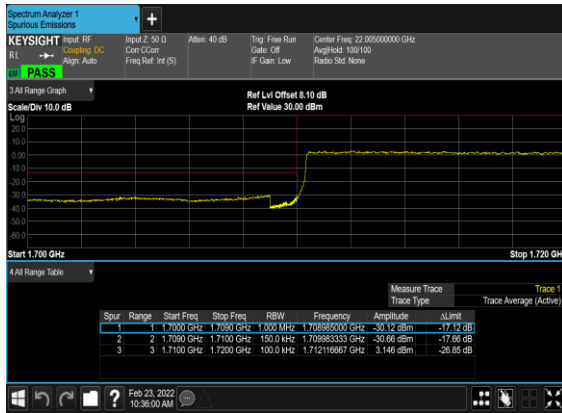 Spectrum Analyzer 1
Spurious Emissions
KEYSIGHT Input: RF Input Z: 50 Ω Atten: 40 dB Trig: Free Run Center Freq: 22.005000000 GHz
RL Coupling: DC Corr CCorr Gate: Off Avg|Hold: 100/100
Align: Auto Freq Ref: Int (S) IF Gain: Low Radio Std: None
PASS
3 All Range Graph
Ref Lvl Offset 8.10 dB
Scale/Div 10.0 dB Ref Value 30.00 dBm
Log
20.0
10.0
0.00
-10.0
-20.0
-30.0
-40.0
-50.0
-60.0
Start 1.700 GHz Stop 1.720 GH
4 All Range Table
Measure Trace Trace 1
Trace Type Trace Average (Active)
Spur Range Start Freq Stop Freq RBW Frequency Amplitude ΔLimit
1 1 1.7000 GHz 1.7090 GHz 1.000 MHz 1.708985000 GHz -30.12 dBm -17.12 dB
2 2 1.7090 GHz 1.7100 GHz 150.0 kHz 1.709983333 GHz -30.66 dBm -17.66 dB
3 3 1.7100 GHz 1.7200 GHz 100.0 kHz 1.712116667 GHz 3.146 dBm -26.85 dB
?
Feb 23, 2022
10:36:00 AM